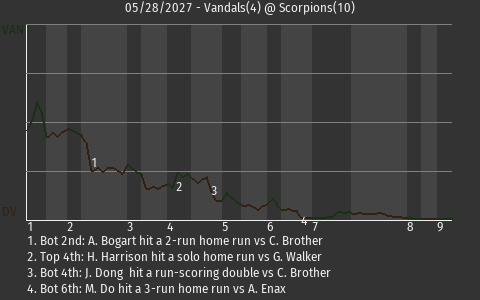 05/28/2027 - Vandals(4) @ Scorpions(10)
VAN
1
2
3
4
DV
1 2 3 4 5 6 7 8 9
1. Bot 2nd: A. Bogart hit a 2-run home run vs C. Brother
2. Top 4th: H. Harrison hit a solo home run vs G. Walker
3. Bot 4th: J. Dong hit a run-scoring double vs C. Brother
4. Bot 6th: M. Do hit a 3-run home run vs A. Enax